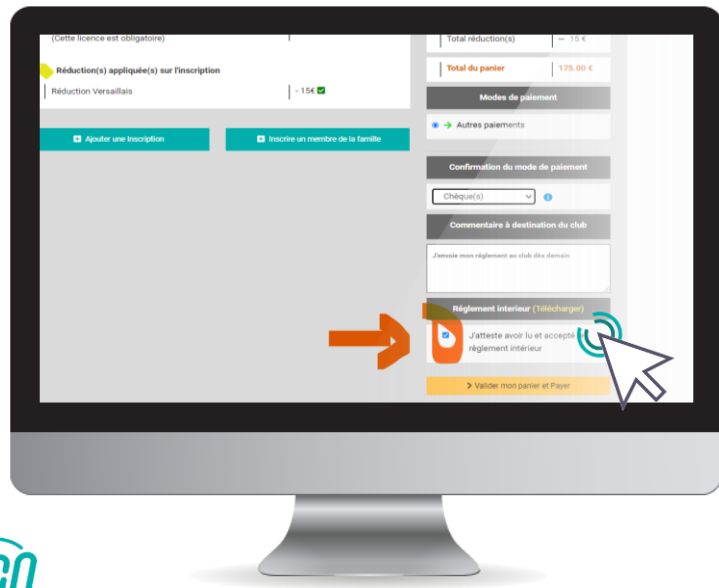 (Cette licence est obligatoire)
Réduction(s) appliquée(s) sur l'inscription
Réduction Versaillais
- 15€
Ajouter une Inscription
Inscrire un membre de la famille
Total réduction(s)
— 15 €
Total du panier
175.00 €
Modes de paiement
Autres paiements
Confirmation du mode de paiement
Chèque(s)
Commentaire à destination du club
J'envoie mon règlement au club dès demain
Réglement interieur (Télécharger)
J'atteste avoir lu et accepté
règlement intérieur
Valider mon panier et Payer